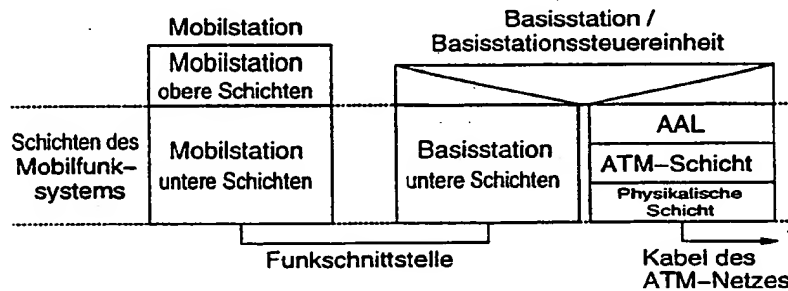 Mobilstation
Basisstation /
Basisstationssteuereinheit
Mobilstation
obere Schichten
Schichten des
Mobilfunk–
systems
Mobilstation
untere Schichten
Basisstation
untere Schichten
AAL
ATM–Schicht
Physikalische
Schicht
Funkschnittstelle
Kabel des
ATM–Netzes